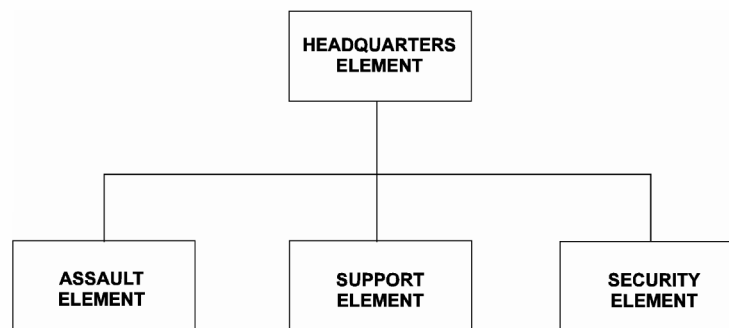 HEADQUARTERS
ELEMENT
ASSAULT
ELEMENT
SUPPORT
ELEMENT
SECURITY
ELEMENT